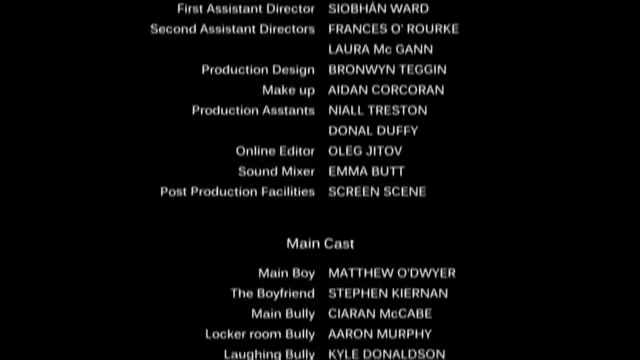 First Assistant Director SIOBHÁN WARD
Second Assistant Directors FRANCES O' ROURKE
LAURA Mc GANN
Production Design BRONWYN TEGGIN
Make up AIDAN CORCORAN
Production Asstants NIALL TRESTON
DONAL DUFFY
Online Editor OLEG JITOV
Sound Mixer EMMA BUTT
Post Production Facilities SCREEN SCENE
Main Cast
Main Boy MATTHEW O'DWYER
The Boyfriend STEPHEN KIERNAN
Main Bully CIARAN McCABE
Locker room Bully AARON MURPHY
Laughing Bully KYLE DONALDSON